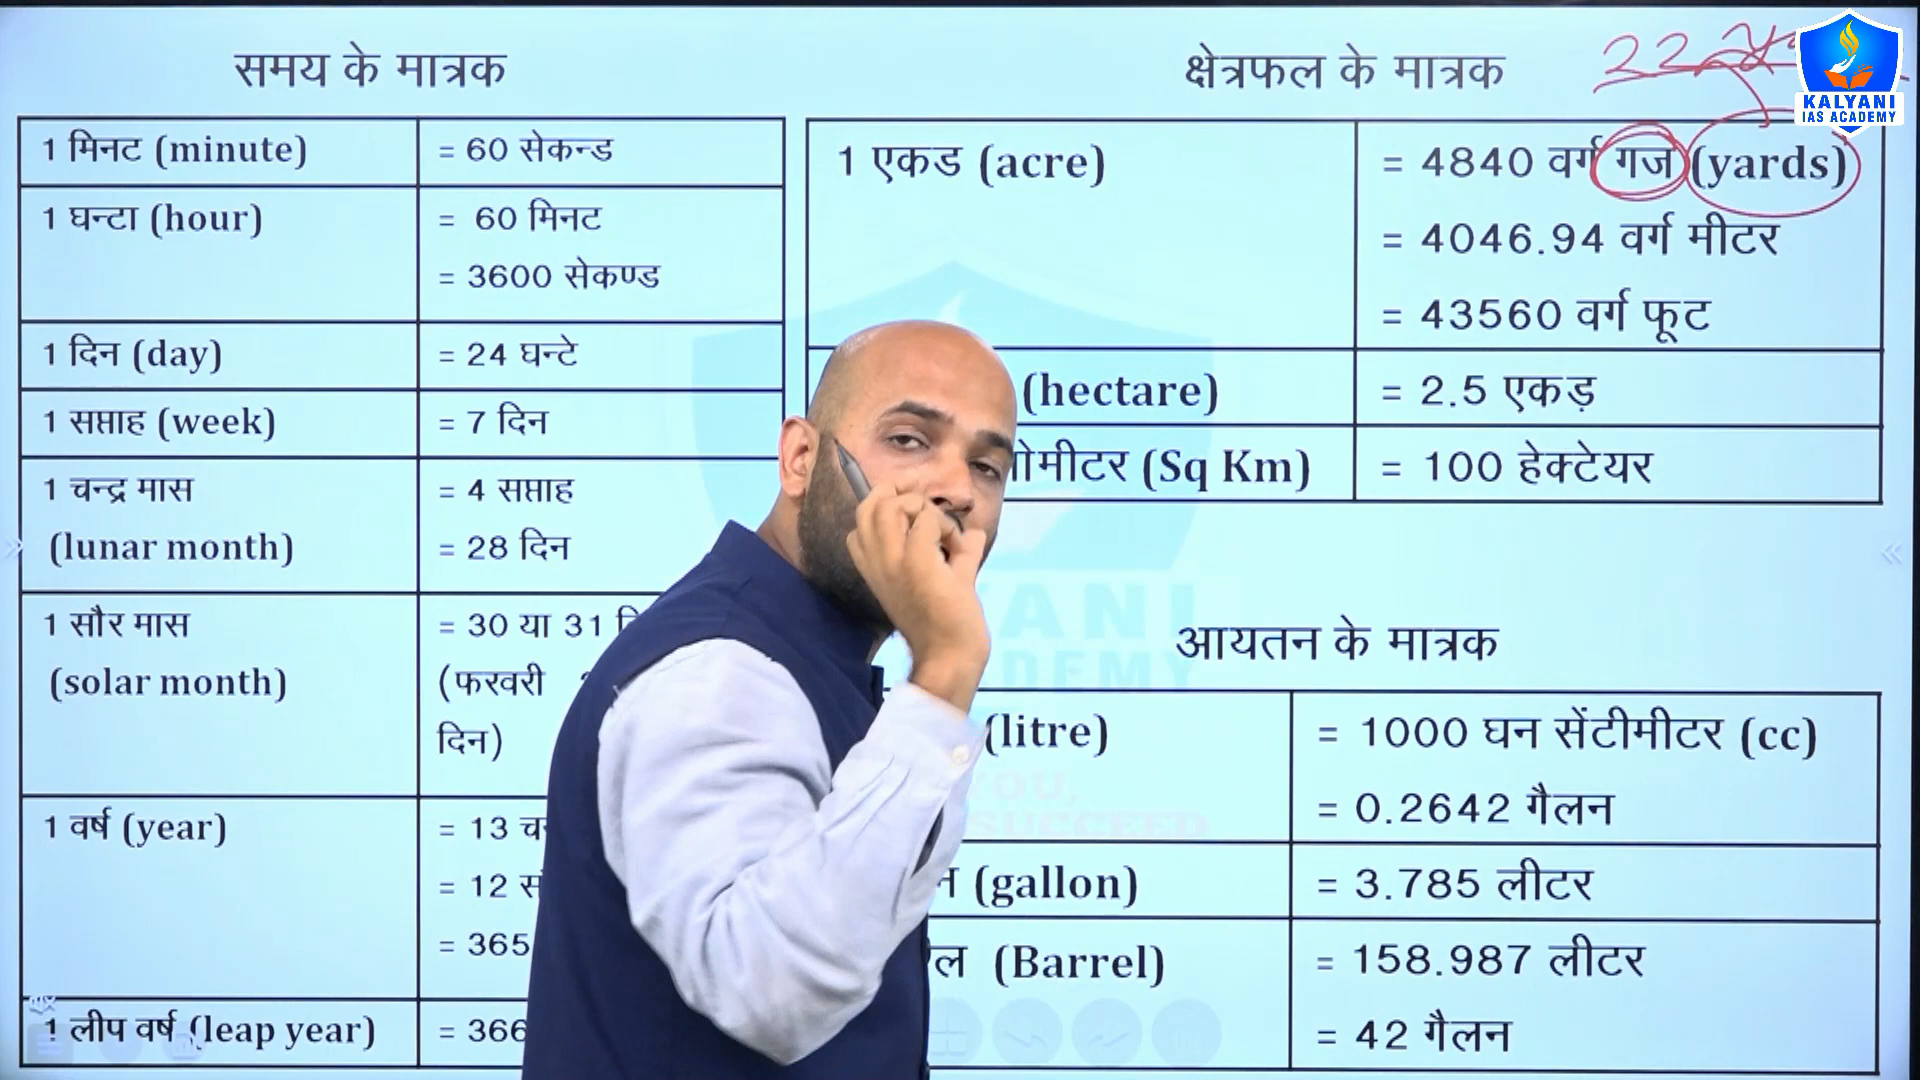 समय के मात्रक
1 मिनट (minute)
= 60 सेकन्ड
1 घन्टा (hour)
= 60 मिनट
= 3600 सेकण्ड
1 दिन (day)
= 24 घन्टे
1 सप्ताह (week)
= 7 दिन
1 चन्द्र मास
(lunar month)
= 4 सप्ताह
= 28 दिन
1 सौर मास
(solar month)
= 30 या 31
(फरवरी
दिन)
1 वर्ष (year)
= 13
= 12
= 365
1 लीप वर्ष (leap year)
= 366
क्षेत्रफल के मात्रक
22
KALYANI
IAS ACADEMY
1 एकड (acre)
= 4840 वर्ग गज (yards)
= 4046.94 वर्ग मीटर
= 43560 वर्ग फूट
(hectare)
= 2.5 एकड़
(Sq Km)
= 100 हेक्टेयर
आयतन के मात्रक
(litre)
= 1000 घन सेंटीमीटर (cc)
= 0.2642 गैलन
(gallon)
= 3.785 लीटर
(Barrel)
= 158.987 लीटर
= 42 गैलन
YOU,
SUCCEED